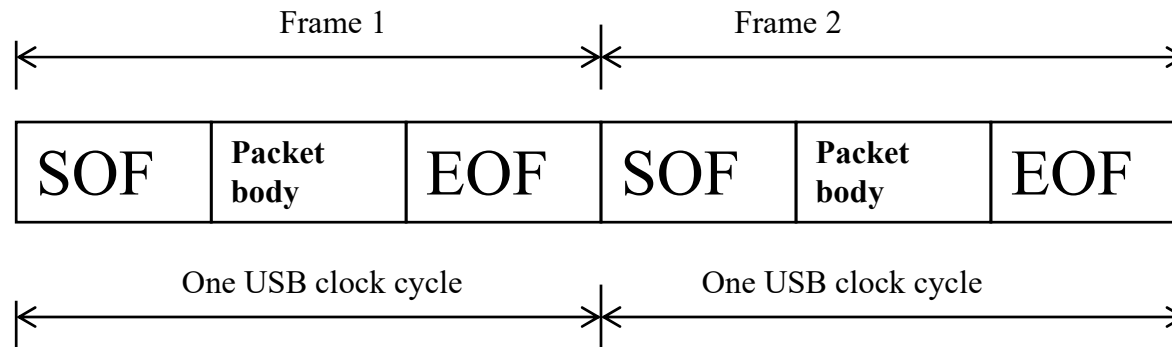 Frame 1
Frame 2
SOF
Packet
body
EOF
SOF
Packet
body
EOF
One USB clock cycle
One USB clock cycle